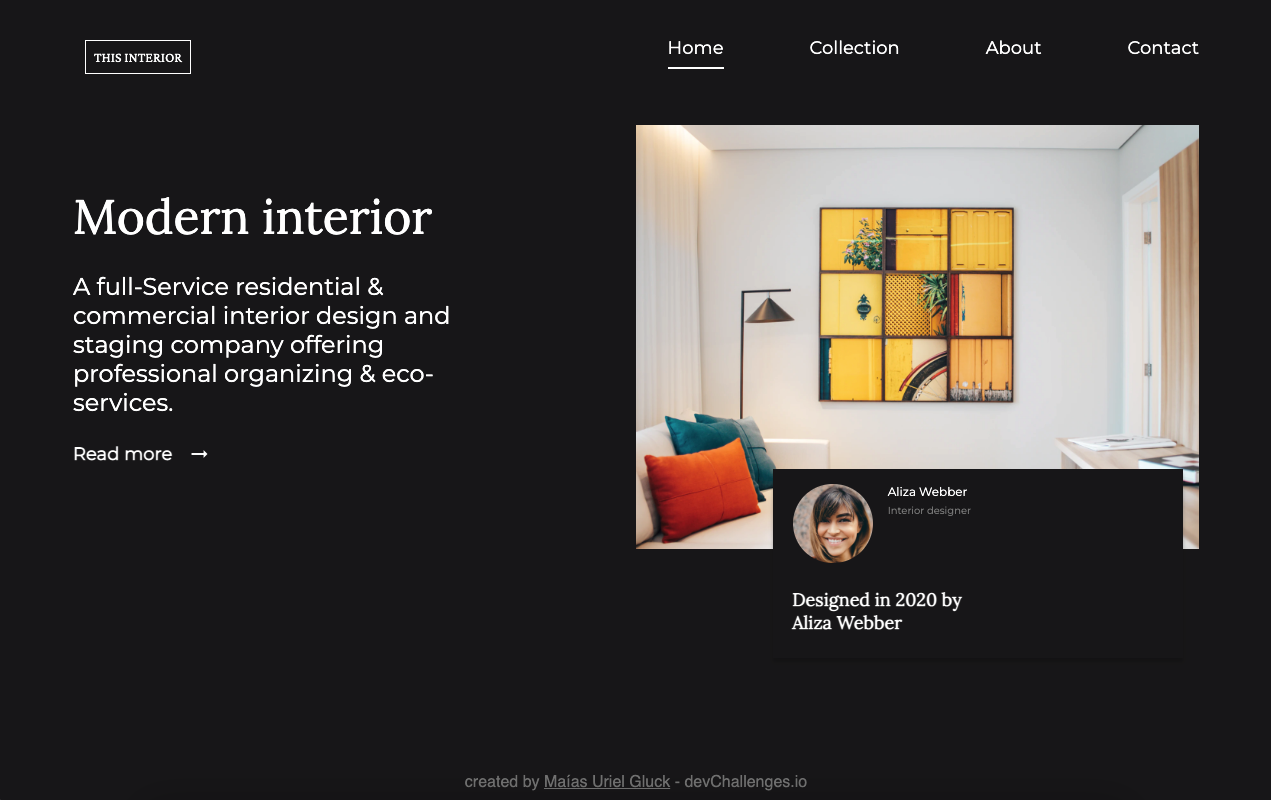 THIS INTERIOR
Home
Collection
About
Contact
Modern interior
A full-Service residential &
commercial interior design and
staging company offering
professional organizing & eco-
services.
Read more →
Aliza Webber
Interior designer
Designed in 2020 by
Aliza Webber
created by Maías Uriel Gluck - devChallenges.io